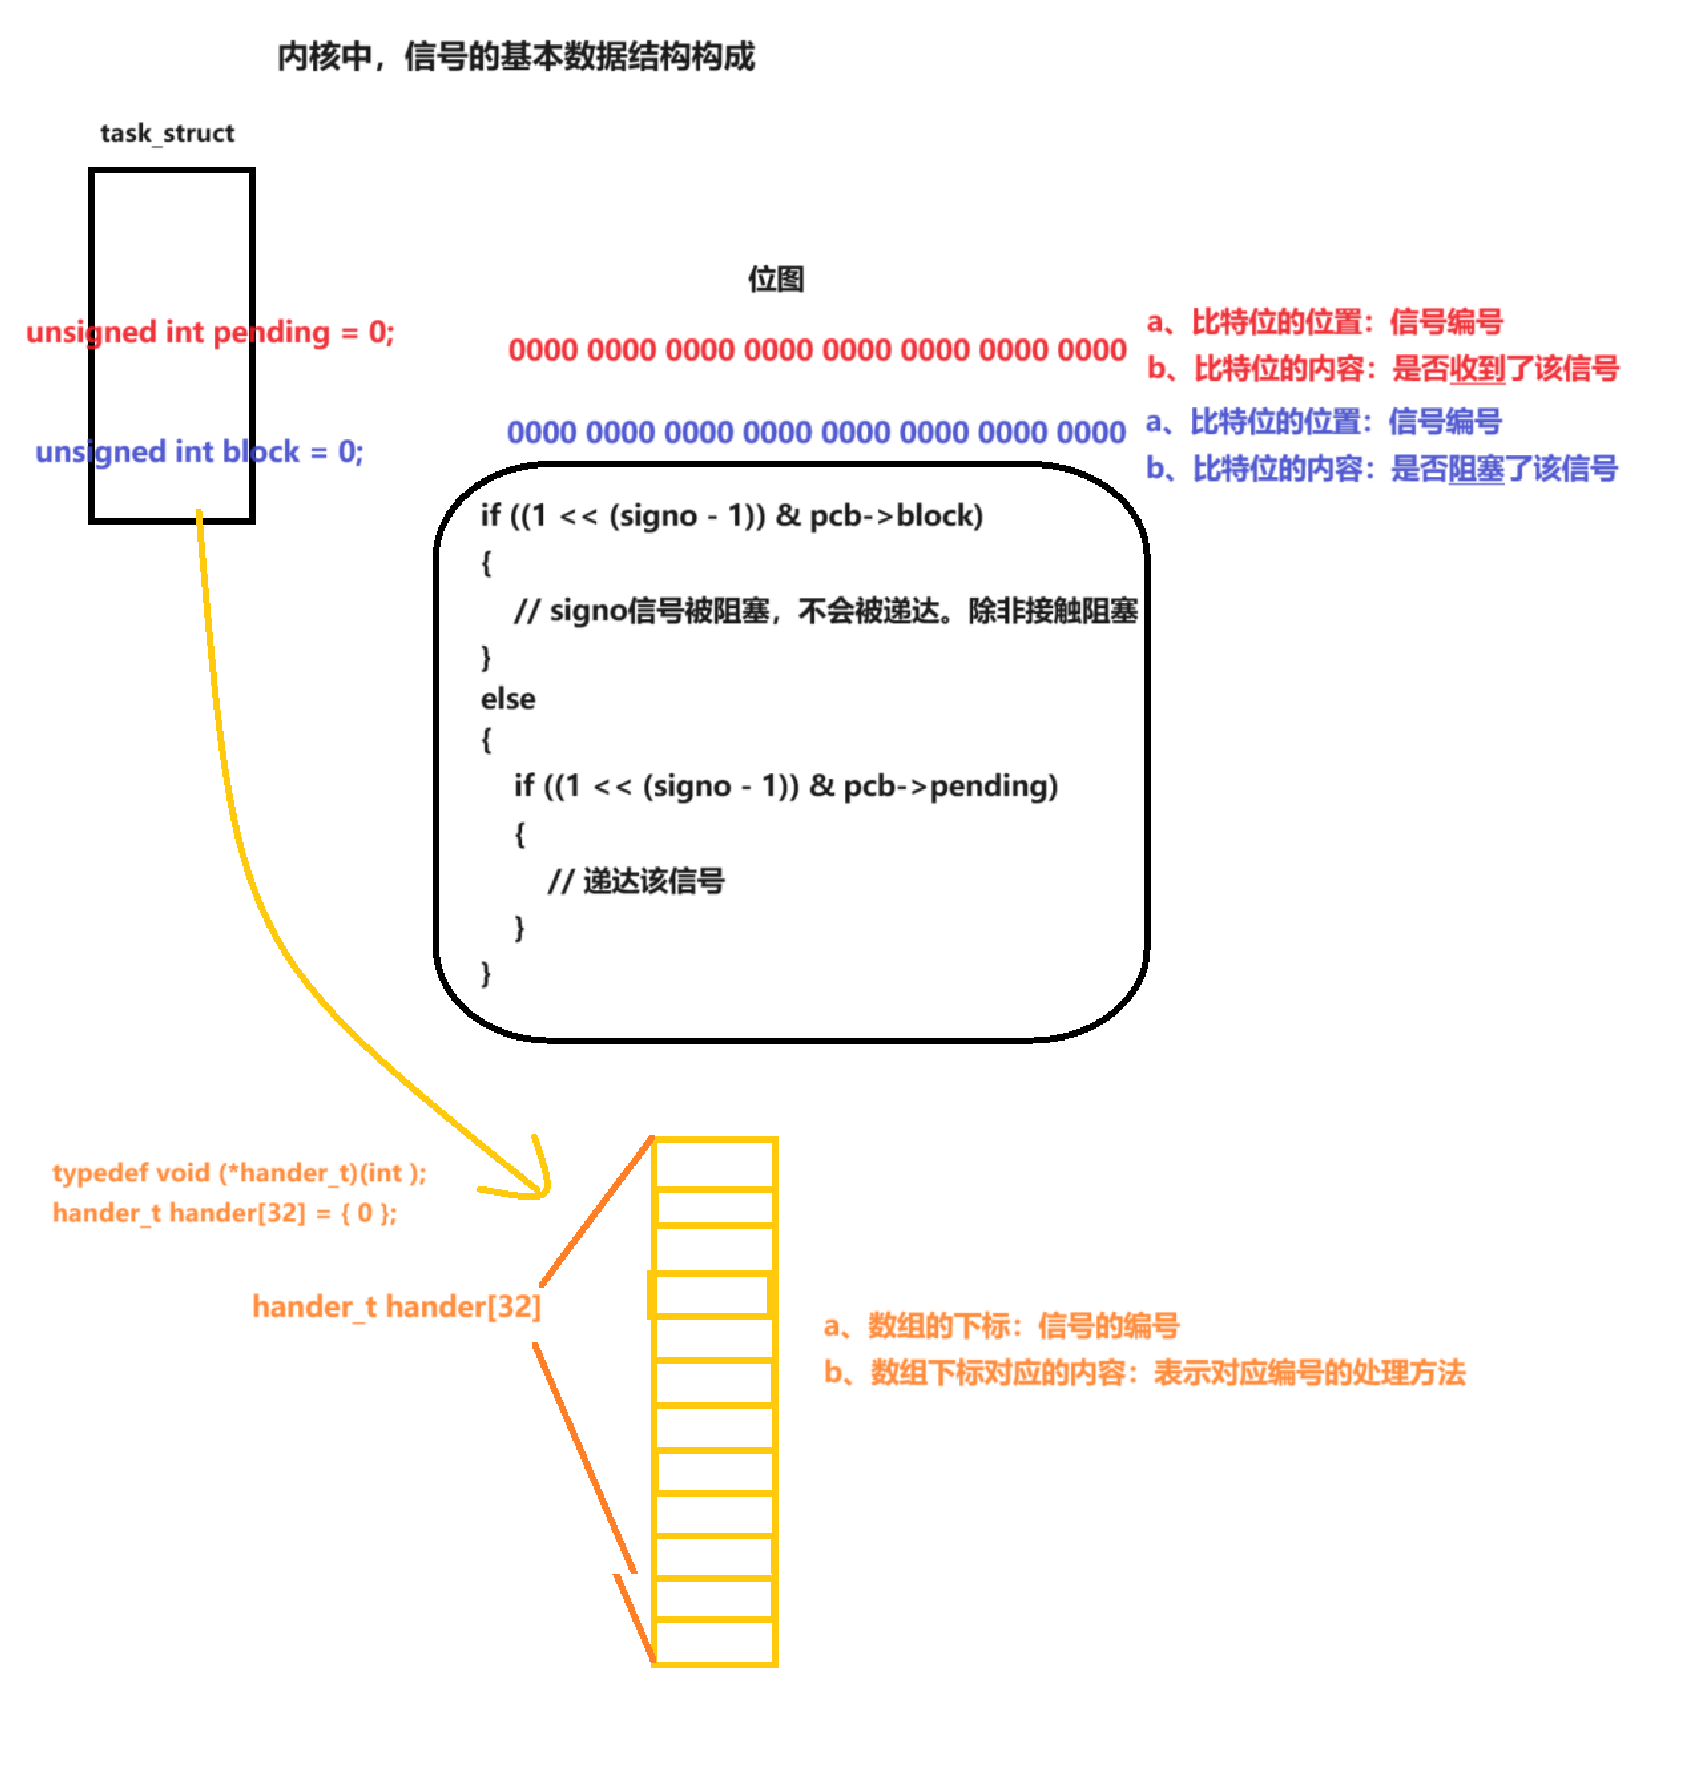 内核中，信号的基本数据结构构成
task_struct
位图
unsigned int pending = 0;
0000 0000 0000 0000 0000 0000 0000 0000
a、比特位的位置：信号编号
b、比特位的内容：是否收到了该信号
unsigned int block = 0;
0000 0000 0000 0000 0000 0000 0000 0000
a、比特位的位置：信号编号
b、比特位的内容：是否阻塞了该信号
if ((1 << (signo - 1)) & pcb->block)
{
// signo信号被阻塞，不会被递达。除非接触阻塞
}
else
{
if ((1 << (signo - 1)) & pcb->pending)
{
// 递达该信号
}
}
typedef void (*hander_t)(int );
hander_t hander[32] = { 0 };
hander_t hander[32]
a、数组的下标：信号的编号
b、数组下标对应的内容：表示对应编号的处理方法